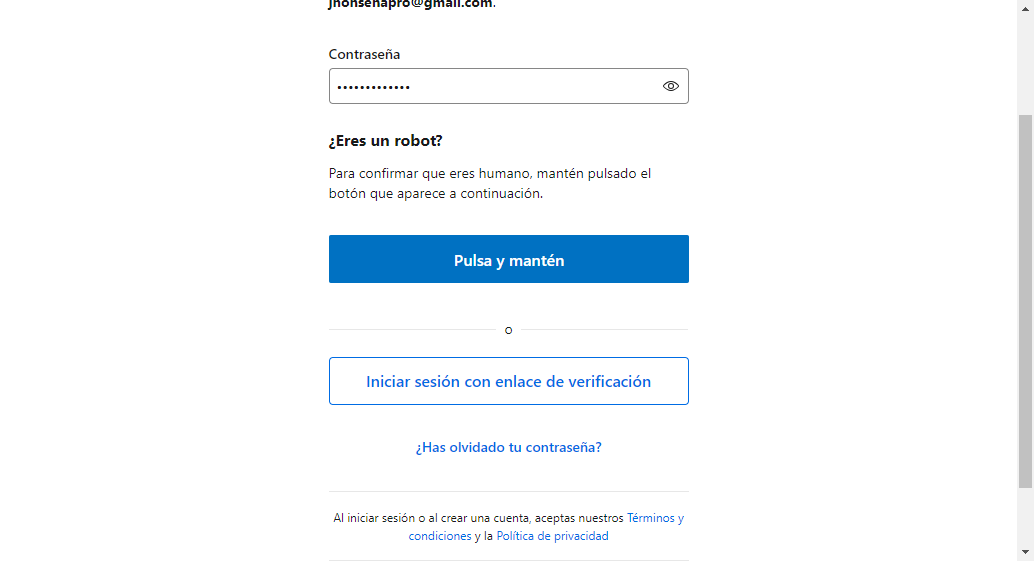 jhonsenapro@gmail.com.
Contraseña
•••••••••••••
¿Eres un robot?
Para confirmar que eres humano, mantén pulsado el
botón que aparece a continuación.
Pulsa y mantén
o
Iniciar sesión con enlace de verificación
¿Has olvidado tu contraseña?
Al iniciar sesión o al crear una cuenta, aceptas nuestros Términos y
condiciones y la Política de privacidad